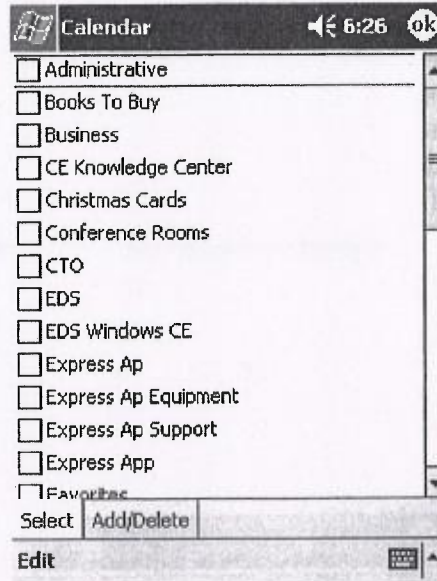 Calendar 6:26 ok
Administrative
Books To Buy
Business
CE Knowledge Center
Christmas Cards
Conference Rooms
CTO
EDS
EDS Windows CE
Express Ap
Express Ap Equipment
Express Ap Support
Express App
Favorites
Select Add/Delete
Edit